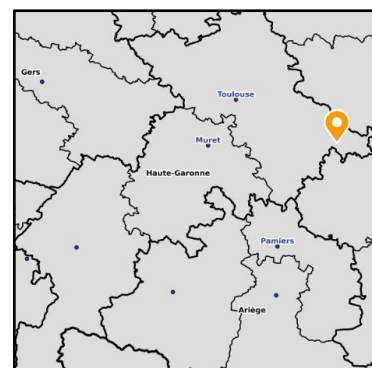 Gers
Toulouse
Muret
Haute-Garonne
Pamiers
Ariège